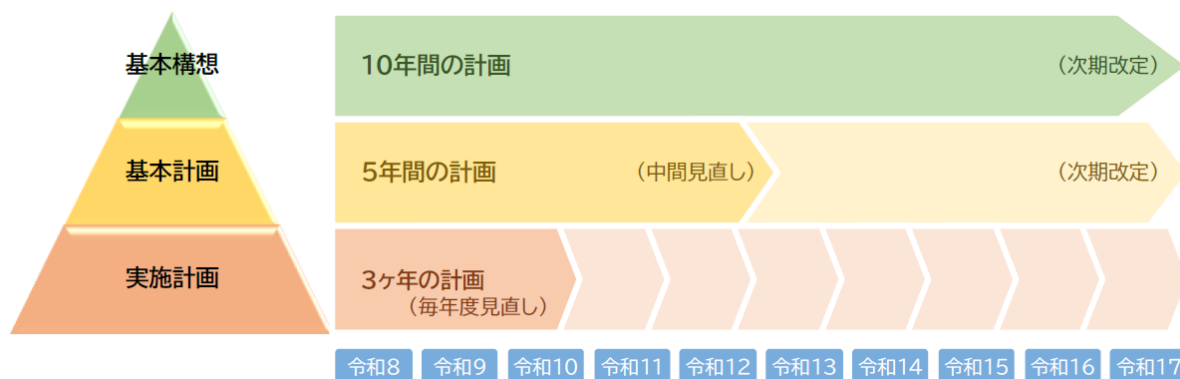 基本構想
10年間の計画
(次期改定)
基本計画
5年間の計画
(中間見直し)
(次期改定)
実施計画
3ヶ年の計画
(毎年度見直し)
令和8 令和9 令和10 令和11 令和12 令和13 令和14 令和15 令和16 令和17